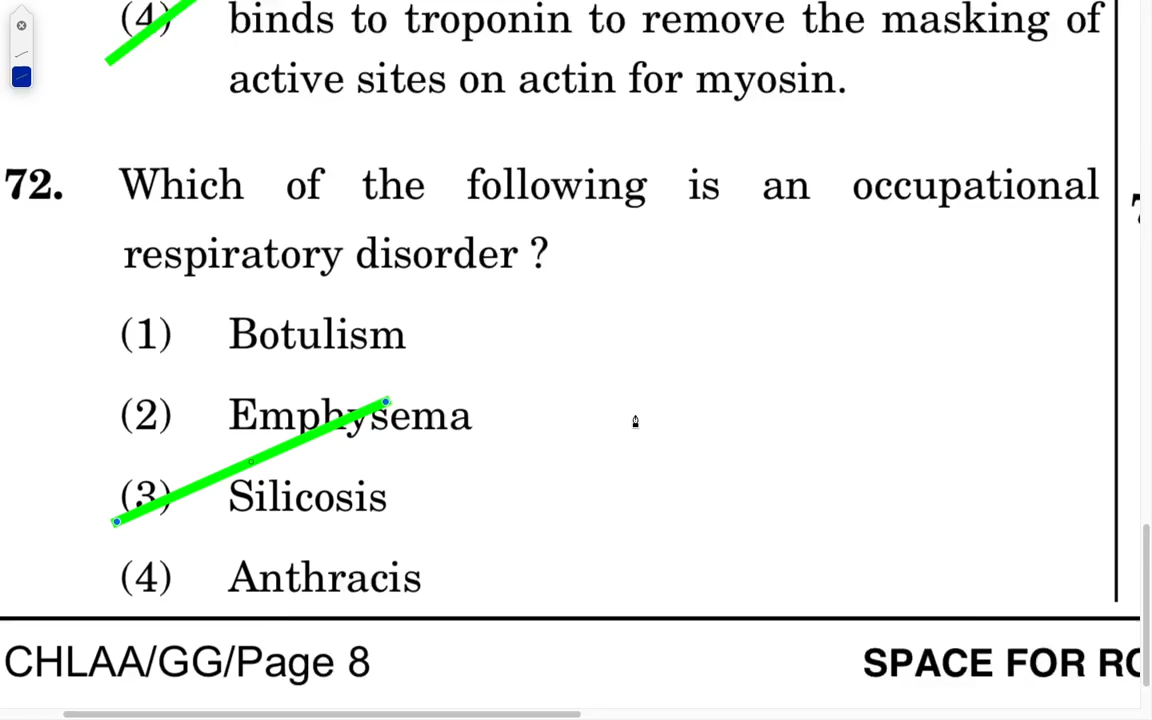 (4) binds to troponin to remove the masking of
active sites on actin for myosin.
72. Which of the following is an occupational
respiratory disorder ?
(1) Botulism
(2) Emphysema
(3) Silicosis
(4) Anthracis
CHLAA/GG/Page 8
SPACE FOR